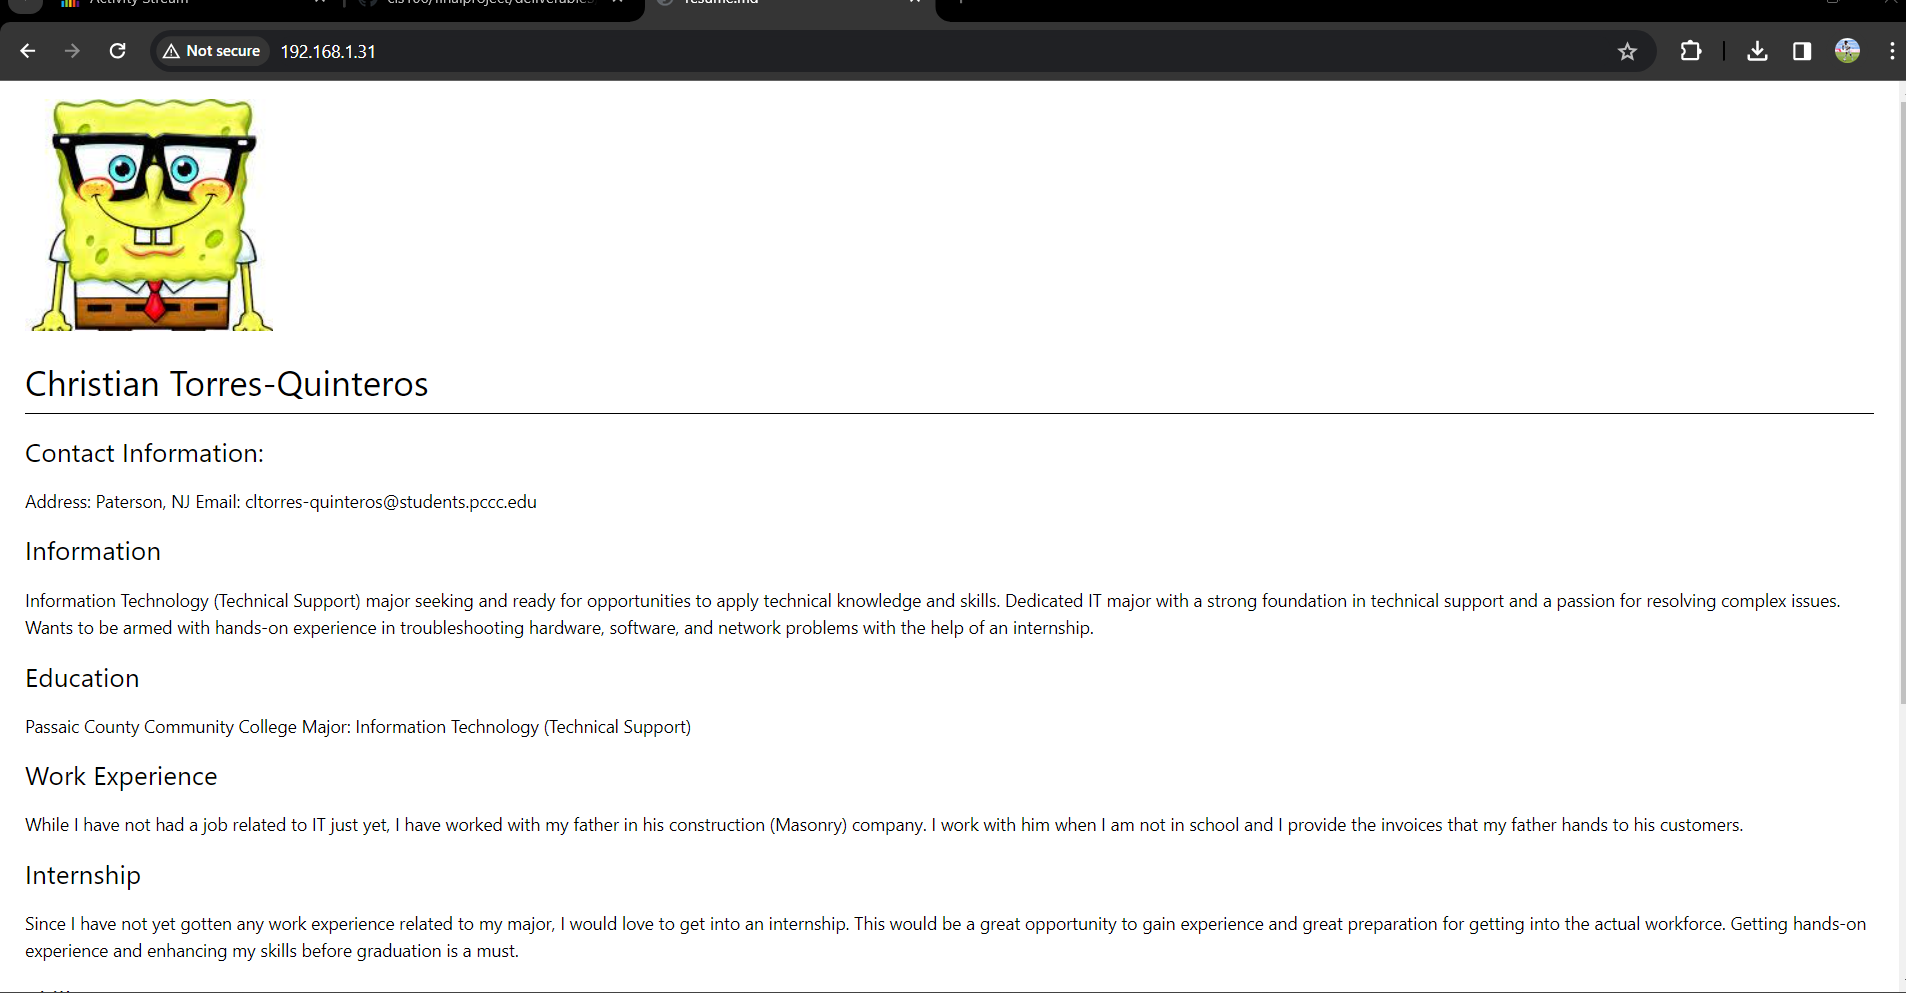 Activity Stream
cis106/finalproject/deliverables
resume.md
Not secure
192.168.1.31
Christian Torres-Quinteros
Contact Information:
Address: Paterson, NJ Email: cltorres-quinteros@students.pccc.edu
Information
Information Technology (Technical Support) major seeking and ready for opportunities to apply technical knowledge and skills. Dedicated IT major with a strong foundation in technical support and a passion for resolving complex issues.
Wants to be armed with hands-on experience in troubleshooting hardware, software, and network problems with the help of an internship.
Education
Passaic County Community College Major: Information Technology (Technical Support)
Work Experience
While I have not had a job related to IT just yet, I have worked with my father in his construction (Masonry) company. I work with him when I am not in school and I provide the invoices that my father hands to his customers.
Internship
Since I have not yet gotten any work experience related to my major, I would love to get into an internship. This would be a great opportunity to gain experience and great preparation for getting into the actual workforce. Getting hands-on
experience and enhancing my skills before graduation is a must.